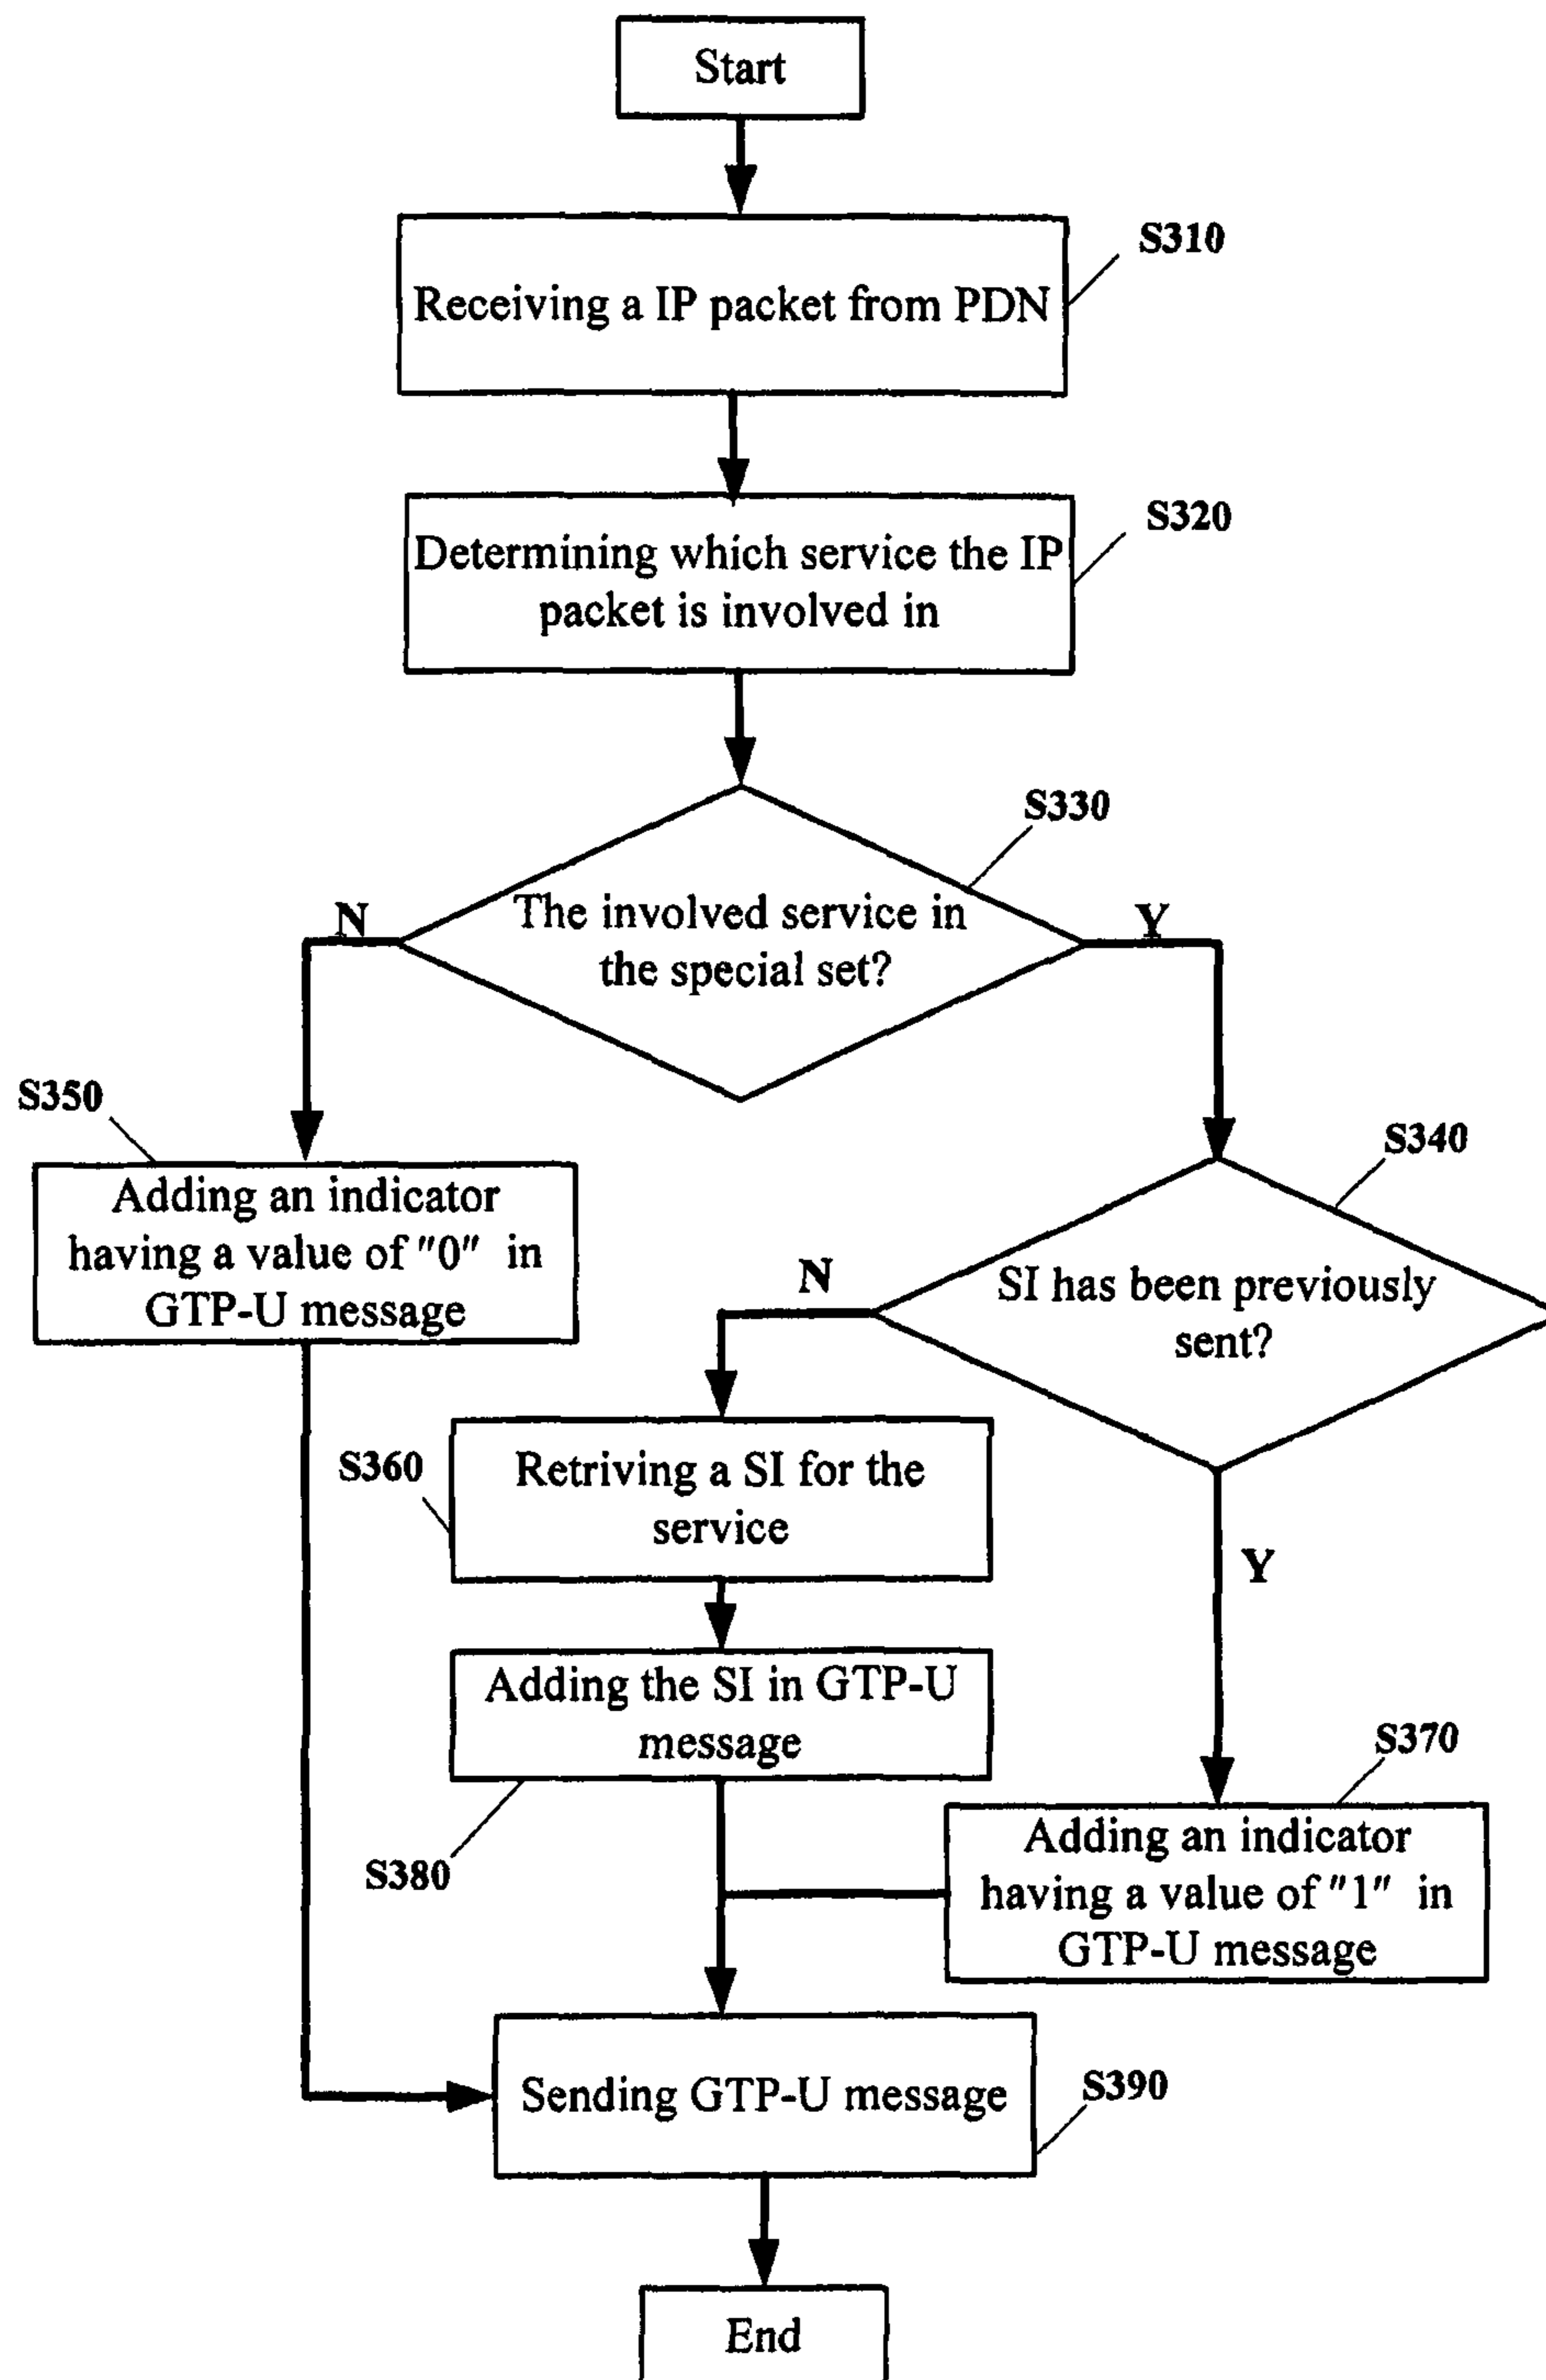 Start
S310
Receiving a IP packet from PDN
S320
Determining which service the IP
packet is involved in
S330
The involved service in
the special set?
N
Y
S350
Adding an indicator
having a value of "0" in
GTP-U message
S340
SI has been previously
sent?
N
Y
S360
Retriving a SI for the
service
Adding the SI in GTP-U
message
S380
S370
Adding an indicator
having a value of "1" in
GTP-U message
Sending GTP-U message
S390
End